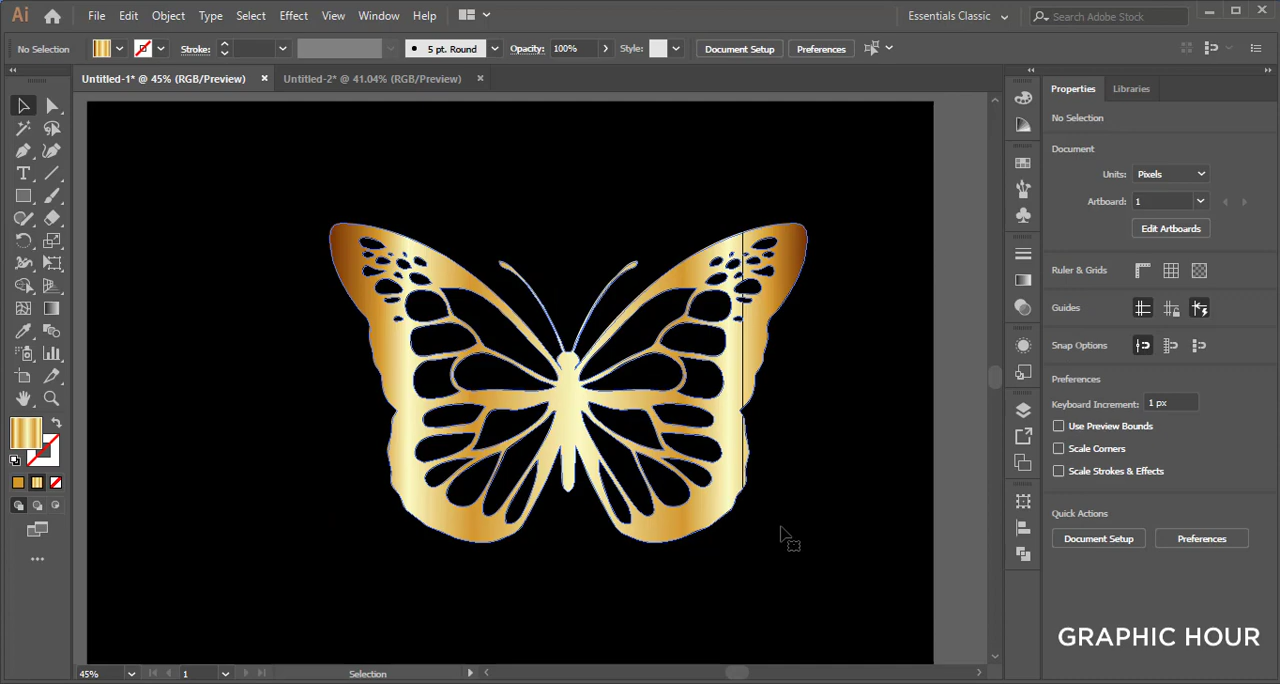 Ai File Edit Object Type Select Effect View Window Help Essentials Classic Search Adobe Stock
No Selection Stroke: 5 pt. Round Opacity: 100% Style: Document Setup Preferences
Untitled-1* @ 45% (RGB/Preview) Untitled-2* @ 41.04% (RGB/Preview)
Properties Libraries
No Selection
Document
Units: Pixels
Artboard: 1
Edit Artboards
Ruler & Grids
Guides
Snap Options
Preferences
Keyboard Increment: 1 px
Use Preview Bounds
Scale Corners
Scale Strokes & Effects
Quick Actions
Document Setup Preferences
GRAPHIC HOUR
45% 1 Selection